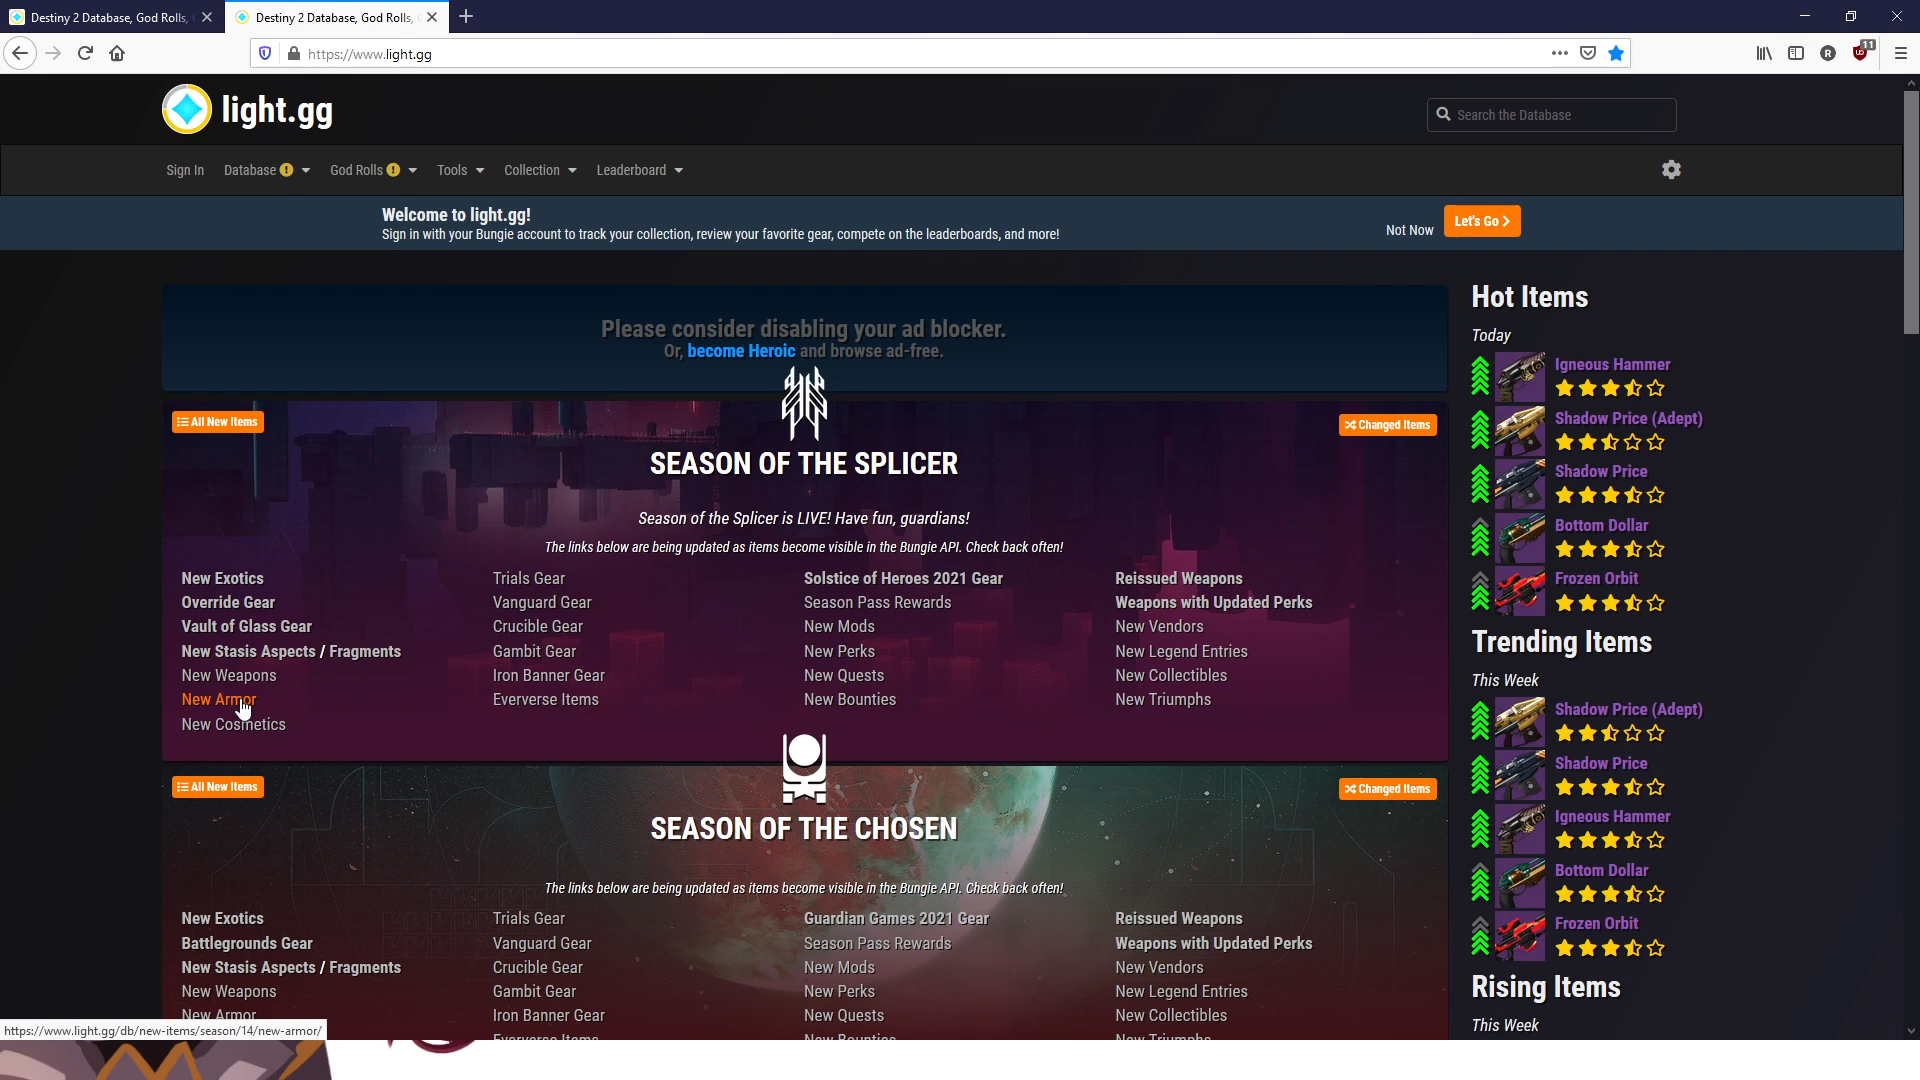 Destiny 2 Database, God Rolls,
Destiny 2 Database, God Rolls,
https://www.light.gg
11
light.gg
Search the Database
Sign In
Database
God Rolls
Tools
Collection
Leaderboard
Welcome to light.gg!
Sign in with your Bungie account to track your collection, review your favorite gear, compete on the leaderboards, and more!
Not Now
Let's Go
Please consider disabling your ad blocker.
Or, become Heroic and browse ad-free.
All New Items
Changed Items
SEASON OF THE SPLICER
Season of the Splicer is LIVE! Have fun, guardians!
The links below are being updated as items become visible in the Bungie API. Check back often!
New Exotics
Override Gear
Vault of Glass Gear
New Stasis Aspects / Fragments
New Weapons
New Armor
New Cosmetics
Trials Gear
Vanguard Gear
Crucible Gear
Gambit Gear
Iron Banner Gear
Eververse Items
Solstice of Heroes 2021 Gear
Season Pass Rewards
New Mods
New Perks
New Quests
New Bounties
Reissued Weapons
Weapons with Updated Perks
New Vendors
New Legend Entries
New Collectibles
New Triumphs
All New Items
Changed Items
SEASON OF THE CHOSEN
The links below are being updated as items become visible in the Bungie API. Check back often!
New Exotics
Battlegrounds Gear
New Stasis Aspects / Fragments
New Weapons
New Armor
Trials Gear
Vanguard Gear
Crucible Gear
Gambit Gear
Iron Banner Gear
Eververse Items
Guardian Games 2021 Gear
Season Pass Rewards
New Mods
New Perks
New Quests
New Bounties
Reissued Weapons
Weapons with Updated Perks
New Vendors
New Legend Entries
New Collectibles
New Triumphs
Hot Items
Today
Igneous Hammer
Shadow Price (Adept)
Shadow Price
Bottom Dollar
Frozen Orbit
Trending Items
This Week
Shadow Price (Adept)
Shadow Price
Igneous Hammer
Bottom Dollar
Frozen Orbit
Rising Items
This Week
https://www.light.gg/db/new-items/season/14/new-armor/